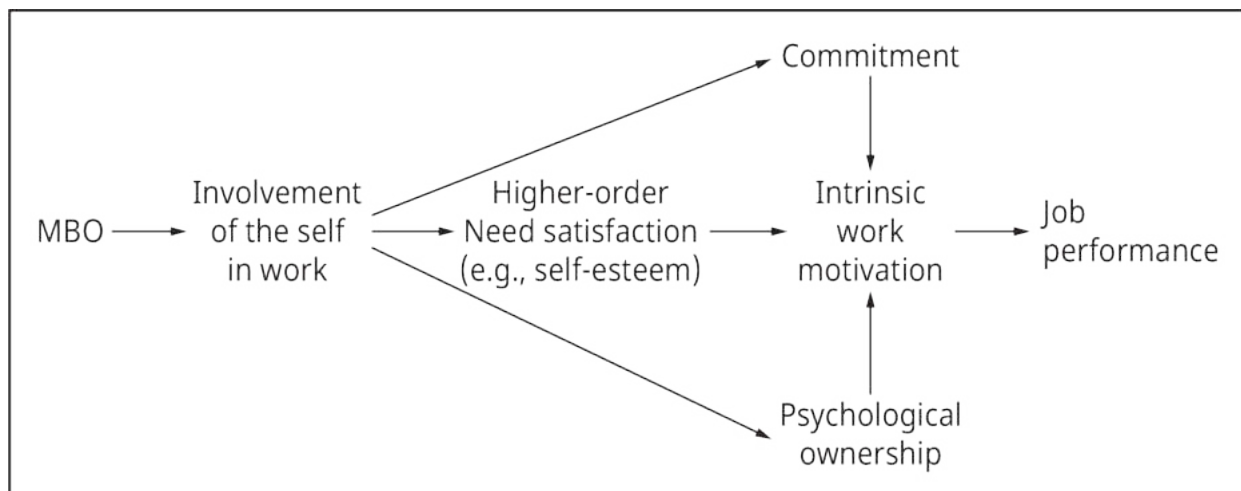 MBO
Involvement
of the self
in work
Commitment
Higher-order
Need satisfaction
(e.g., self-esteem)
Psychological
ownership
Intrinsic
work
motivation
Job
performance